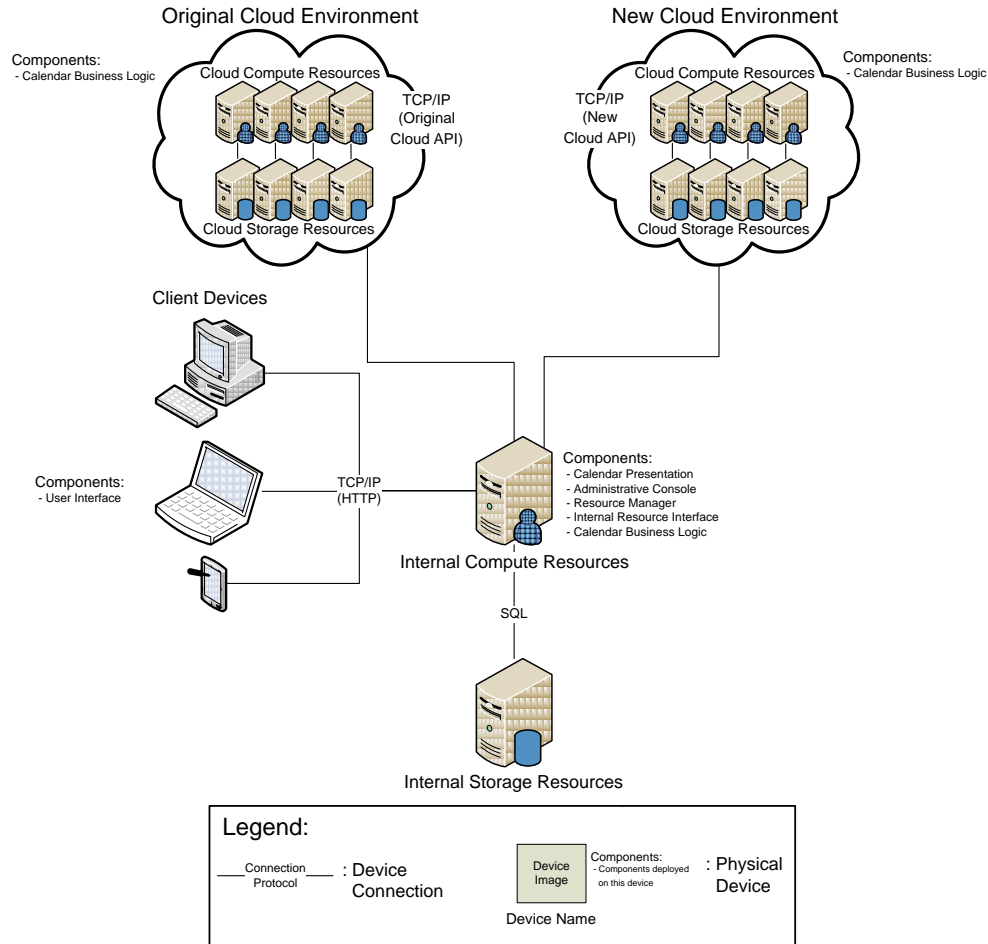 Original Cloud Environment
New Cloud Environment
Components:
- Calendar Business Logic
Cloud Compute Resources
TCP/IP
(Original
Cloud API)
Cloud Storage Resources
Components:
- Calendar Business Logic
Cloud Compute Resources
TCP/IP
(New
Cloud API)
Cloud Storage Resources
Client Devices
Components:
- User Interface
TCP/IP
(HTTP)
Components:
- Calendar Presentation
- Administrative Console
- Resource Manager
- Internal Resource Interface
- Calendar Business Logic
Internal Compute Resources
SQL
Internal Storage Resources
Legend:
Connection
Protocol
: Device
Connection
Device
Image
Components:
- Components deployed
on this device
Device Name
: Physical
Device